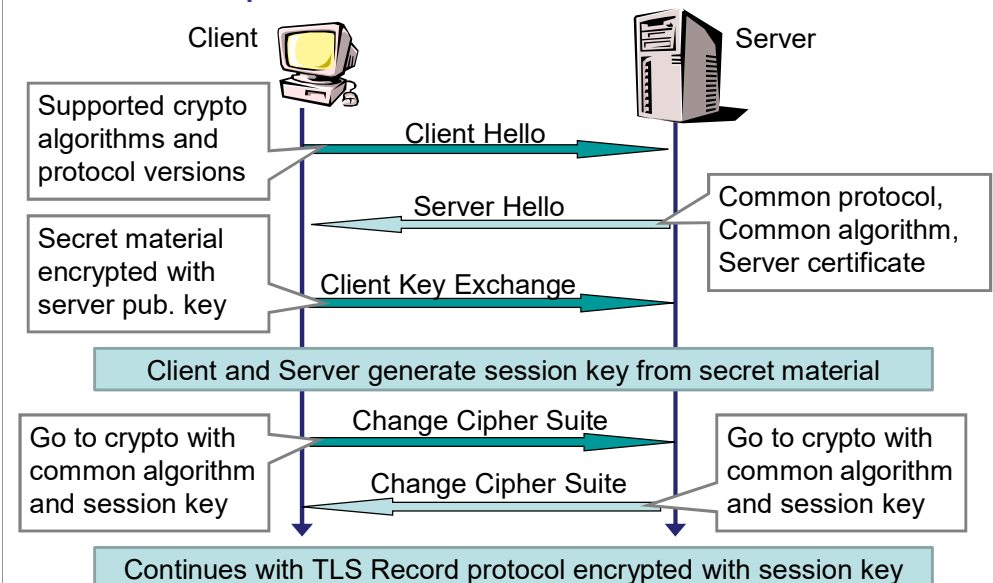 Client
Server
Supported crypto
algorithms and
protocol versions
Client Hello
Server Hello
Common protocol,
Common algorithm,
Server certificate
Secret material
encrypted with
server pub. key
Client Key Exchange
Client and Server generate session key from secret material
Change Cipher Suite
Go to crypto with
common algorithm
and session key
Go to crypto with
common algorithm
and session key
Change Cipher Suite
Continues with TLS Record protocol encrypted with session key